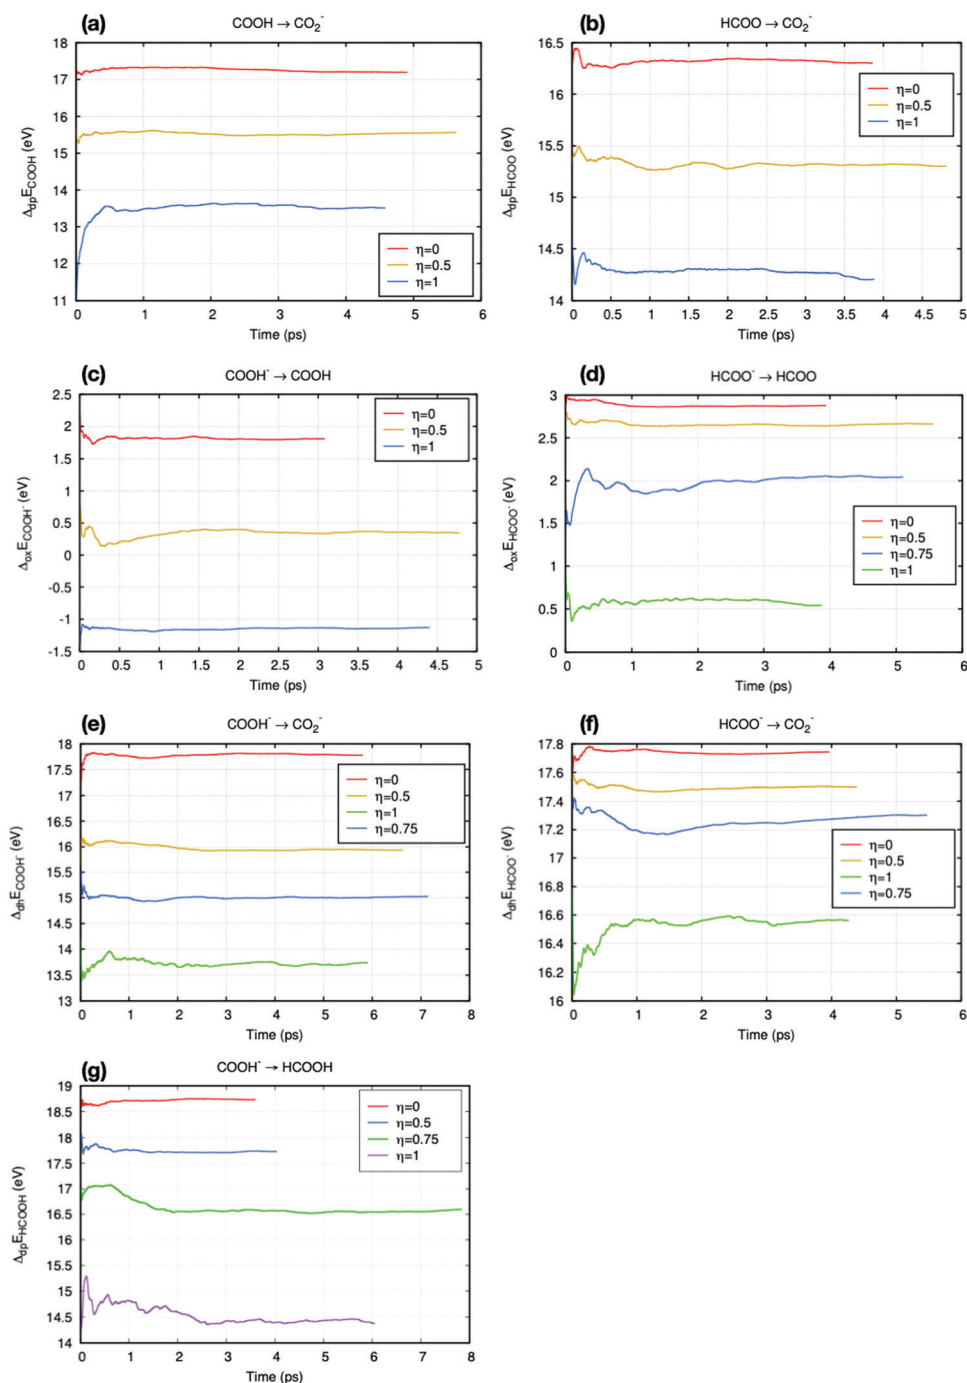 (a)
COOH → CO₂⁻
18
17
16
15
14
13
12
11
0 1 2 3 4 5 6
Time (ps)
Δ_dpE_COOH (eV)
η=0
η=0.5
η=1
(b)
HCOO → CO₂⁻
16.5
16
15.5
15
14.5
14
0 0.5 1 1.5 2 2.5 3 3.5 4 4.5 5
Time (ps)
Δ_dpE_HCOO (eV)
η=0
η=0.5
η=1
(c)
COOH⁻ → COOH
2.5
2
1.5
1
0.5
0
-0.5
-1
-1.5
0 0.5 1 1.5 2 2.5 3 3.5 4 4.5 5
Time (ps)
Δ_oxE_COOH⁻ (eV)
η=0
η=0.5
η=1
(d)
HCOO⁻ → HCOO
3
2.5
2
1.5
1
0.5
0
0 1 2 3 4 5 6
Time (ps)
Δ_oxE_HCOO⁻ (eV)
η=0
η=0.5
η=0.75
η=1
(e)
COOH⁻ → CO₂⁻
18
17.5
17
16.5
16
15.5
15
14.5
14
13.5
13
0 1 2 3 4 5 6 7 8
Time (ps)
Δ_dhE_COOH⁻ (eV)
η=0
η=0.5
η=1
η=0.75
(f)
HCOO⁻ → CO₂⁻
17.8
17.6
17.4
17.2
17
16.8
16.6
16.4
16.2
16
0 1 2 3 4 5 6
Time (ps)
Δ_dhE_HCOO⁻ (eV)
η=0
η=0.5
η=1
η=0.75
(g)
COOH⁻ → HCOOH
19
18.5
18
17.5
17
16.5
16
15.5
15
14.5
14
0 1 2 3 4 5 6 7 8
Time (ps)
Δ_dpE_HCOOH (eV)
η=0
η=0.5
η=0.75
η=1